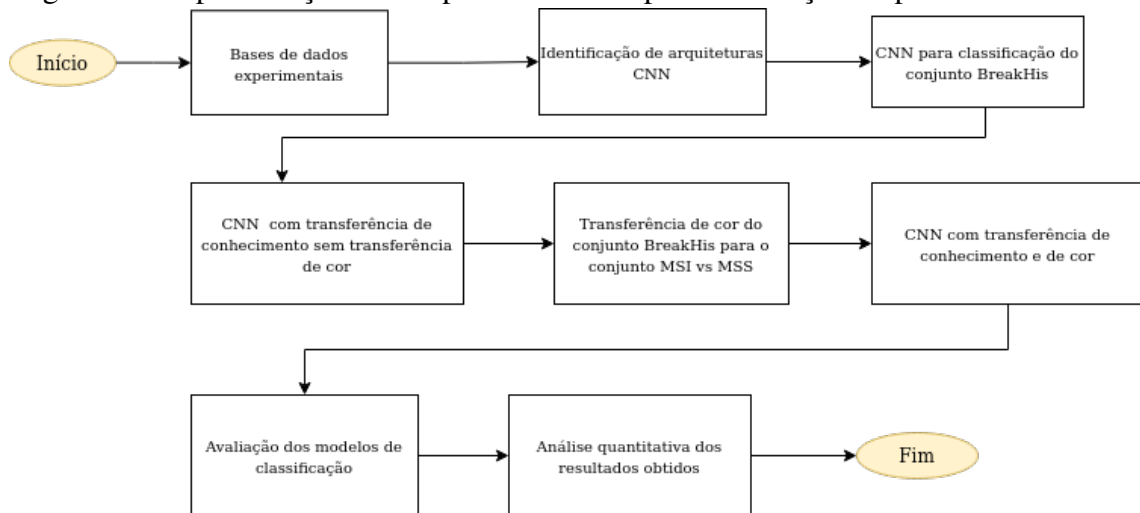 Início
Bases de dados
experimentais
Identificação de arquiteturas
CNN
CNN para classificação do
conjunto BreakHis
CNN com transferência de
conhecimento sem transferência
de cor
Transferência de cor do
conjunto BreakHis para o
conjunto MSI vs MSS
CNN com transferência de
conhecimento e de cor
Avaliação dos modelos de
classificação
Análise quantitativa dos
resultados obtidos
Fim